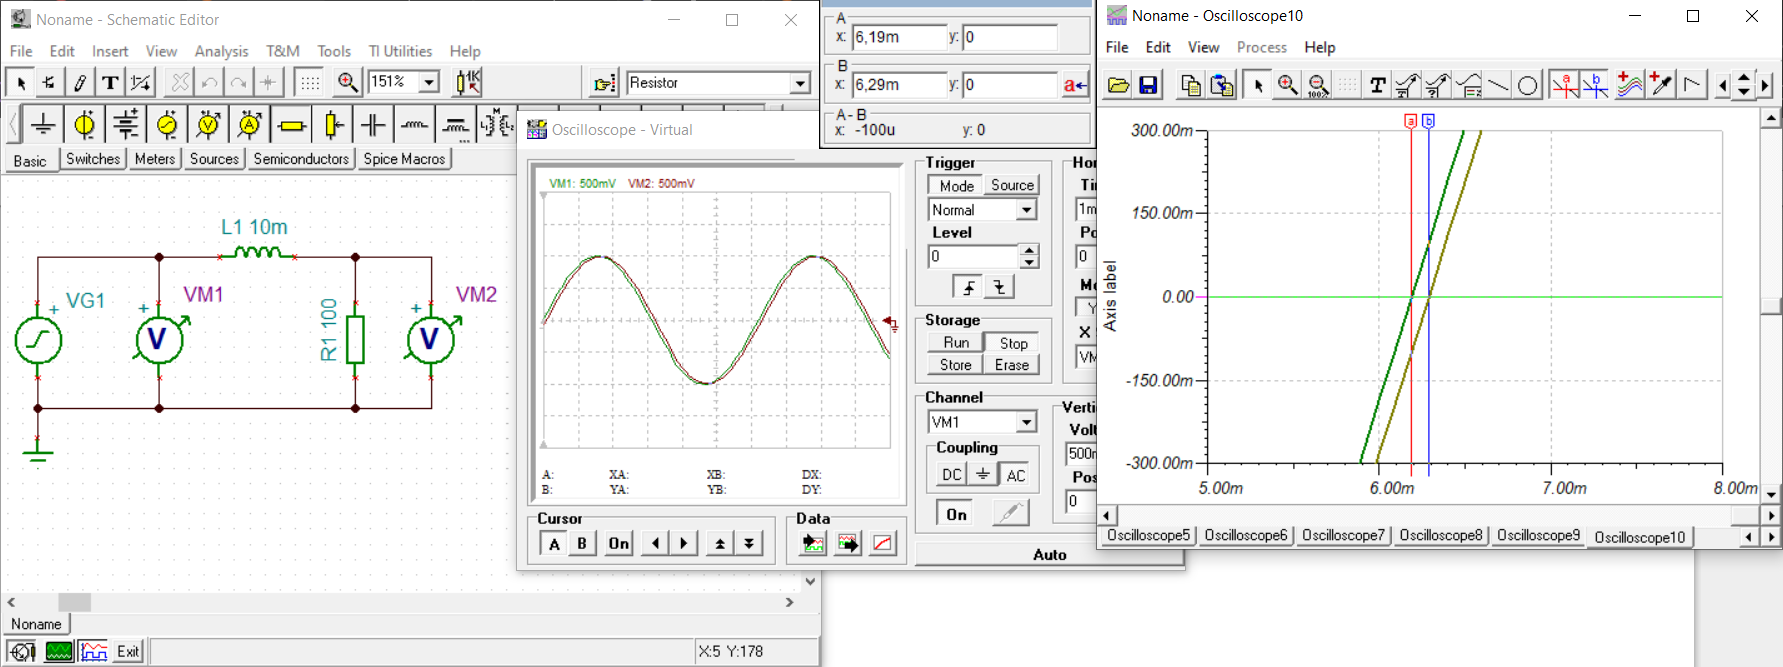 Noname - Schematic Editor
File Edit Insert View Analysis T&M Tools TI Utilities Help
T 151% 1K Resistor
M
L1 L2
Basic Switches Meters Sources Semiconductors Spice Macros
L1 10m
VG1
+
VM1
+
V
R1 100
VM2
+
V
Noname
Exit
X:5 Y:178
Oscilloscope - Virtual
VM1: 500mV VM2: 500mV
A: XA: XB: DX:
B: YA: YB: DY:
Cursor
A B On
Data
Trigger
Mode Source
Normal
Level
0
Storage
Run Stop
Store Erase
Channel
VM1
Coupling
DC AC
On
Auto
Hor
Ti
1m
Po
0
Mo
Y
X
VM
Verti
Volt
500m
Pos
0
A
x: 6,19m y: 0
B
x: 6,29m y: 0
a
A - B
x: -100u y: 0
Noname - Oscilloscope10
File Edit View Process Help
100% T a b
a b
300.00m
150.00m
0.00
-150.00m
-300.00m
Axis label
5.00m 6.00m 7.00m 8.00m
Oscilloscope5 Oscilloscope6 Oscilloscope7 Oscilloscope8 Oscilloscope9 Oscilloscope10